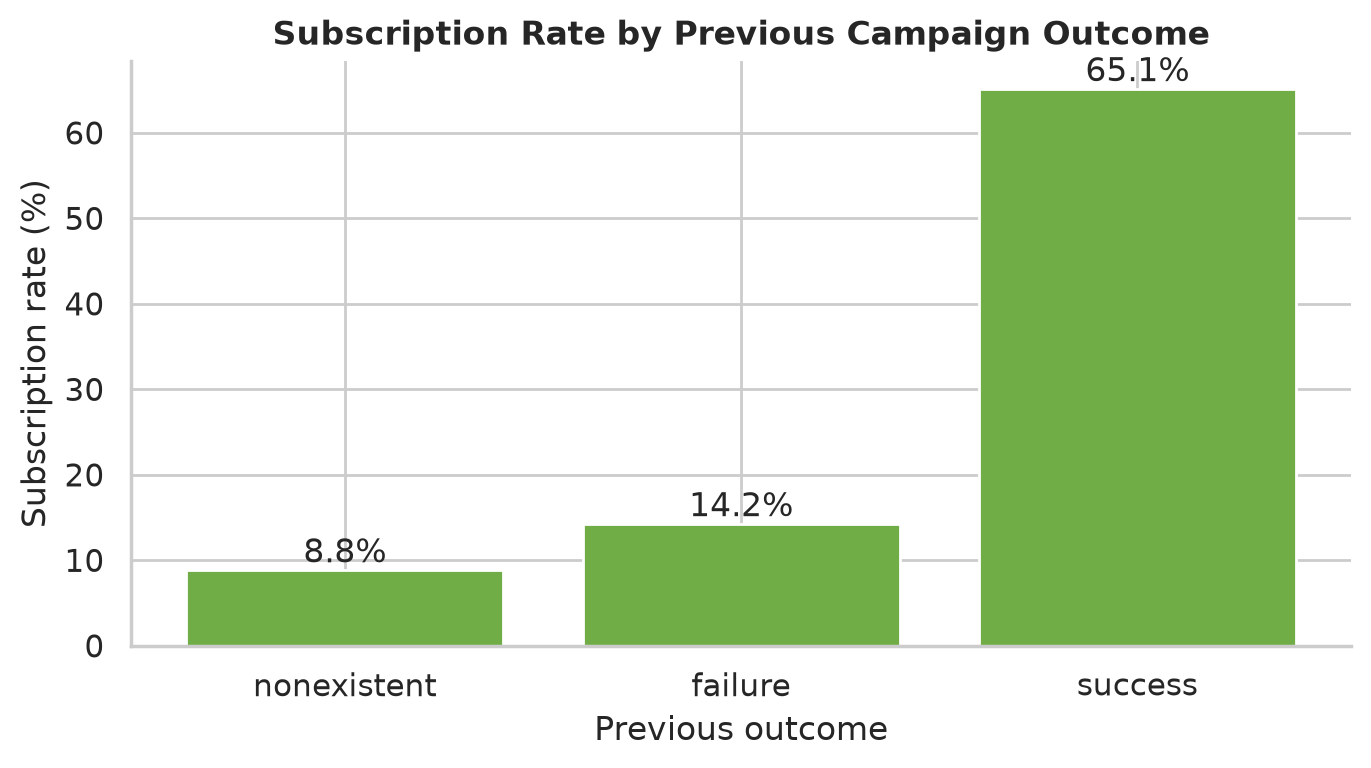 Subscription Rate by Previous Campaign Outcome
65.1%
60
50
40
30
20
14.2%
10
8.8%
0
Subscription rate (%)
nonexistent failure success
Previous outcome